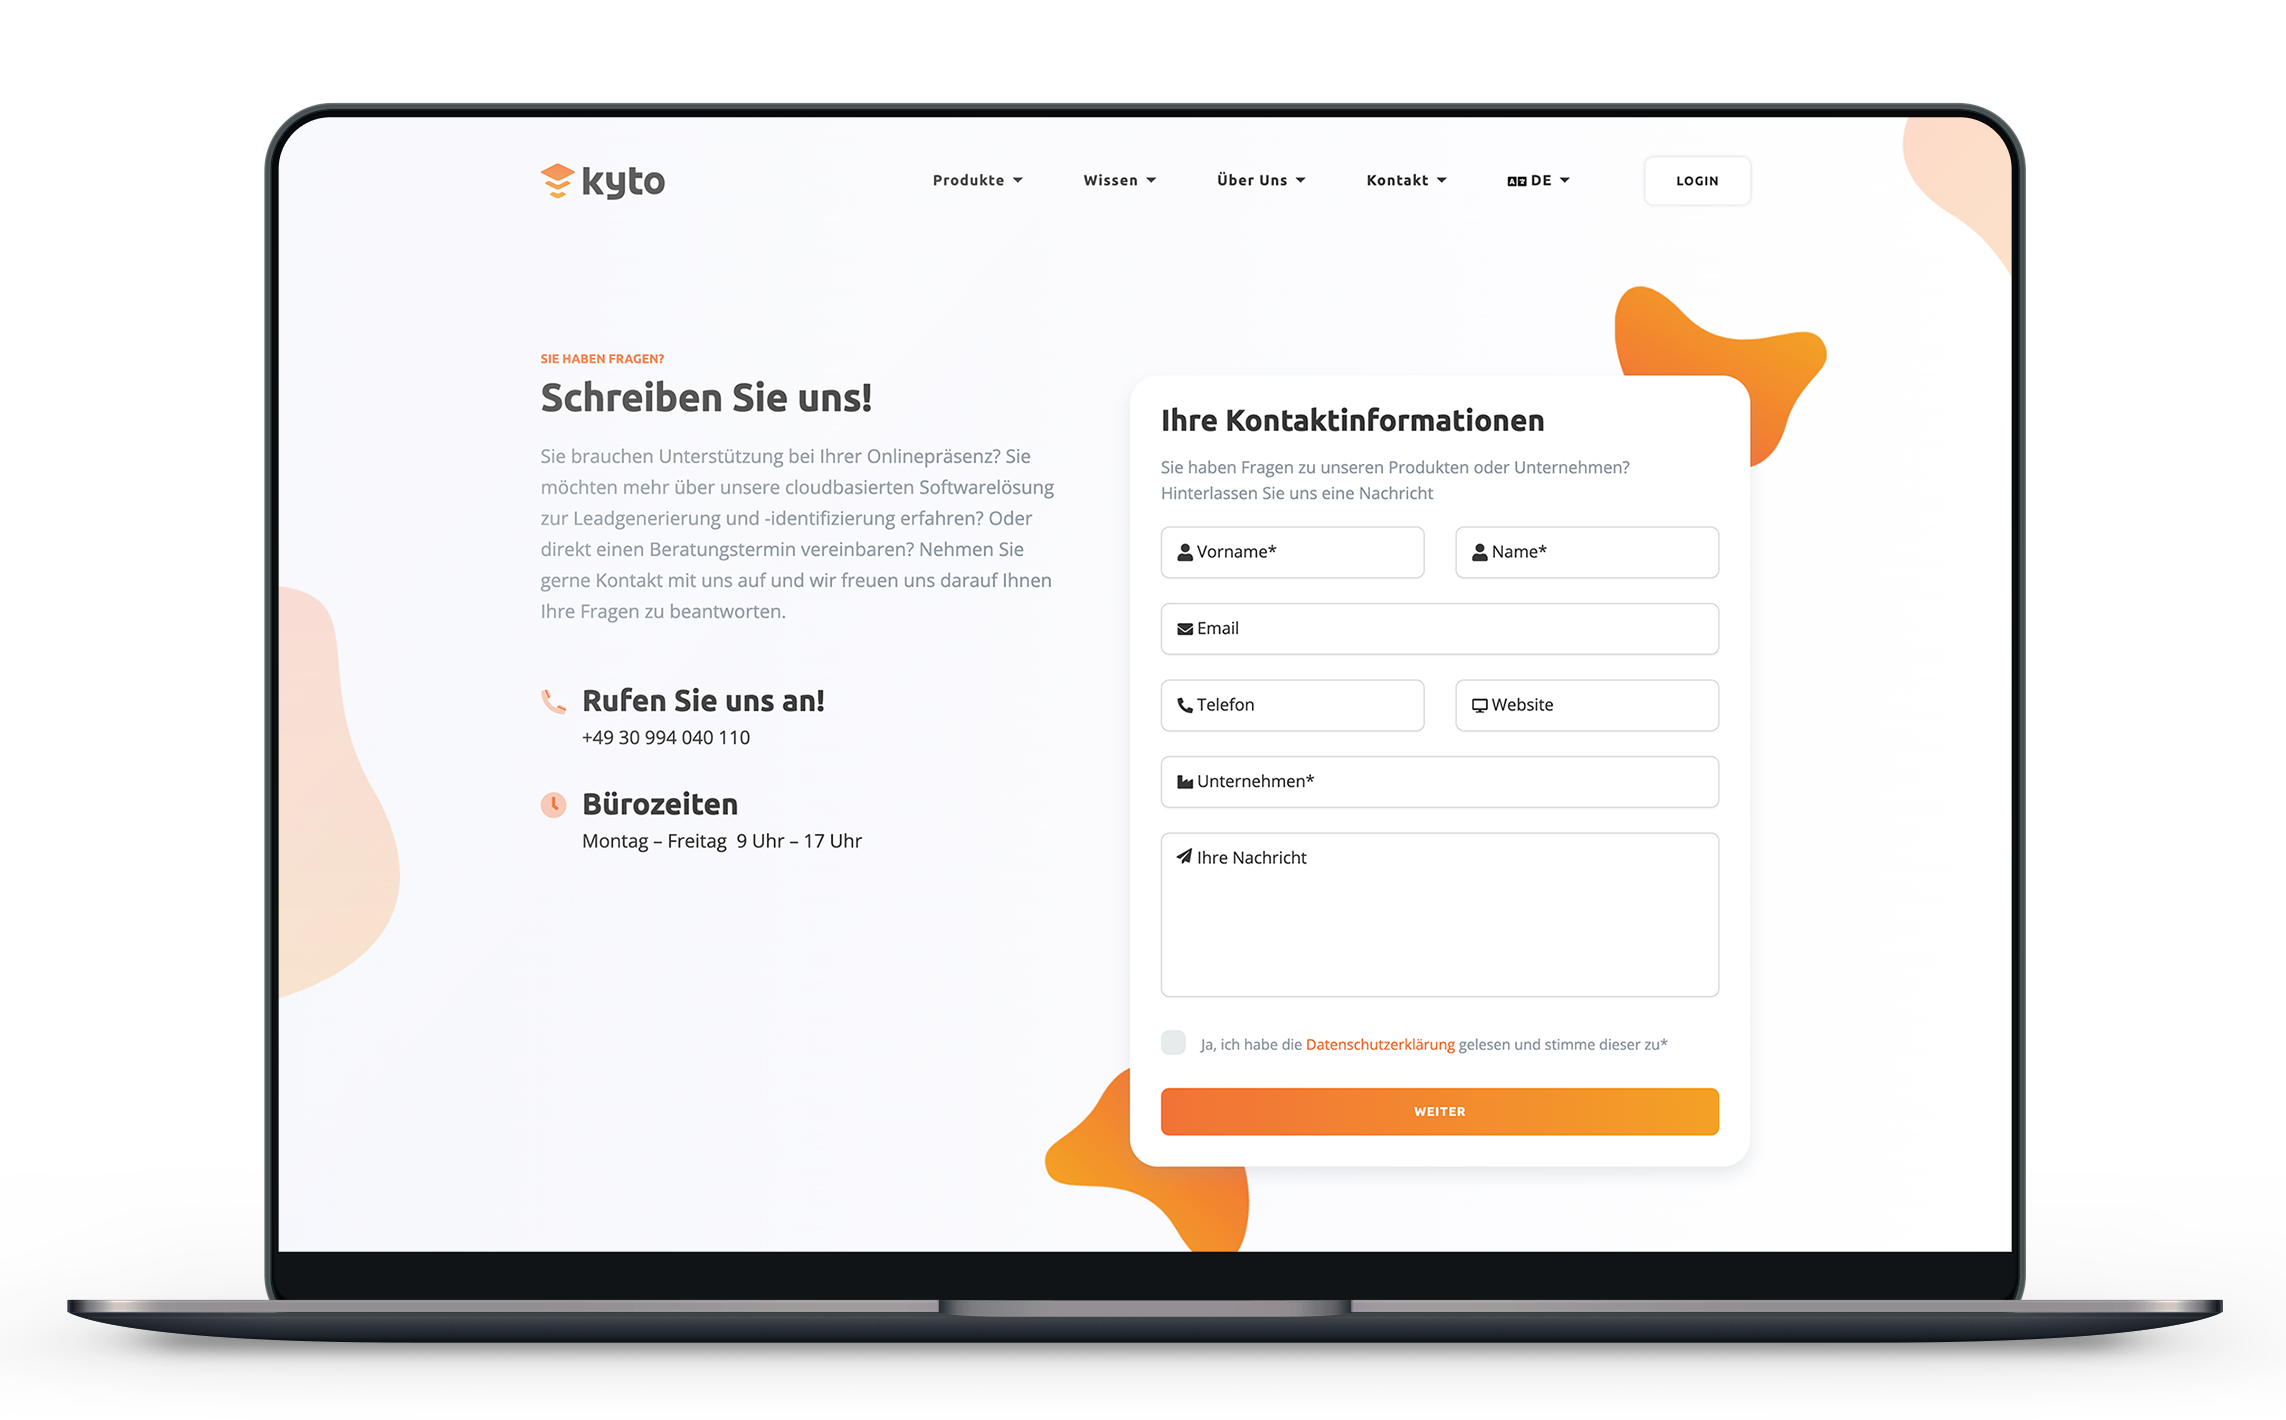 kyto
Produkte
Wissen
Über Uns
Kontakt
DE
LOGIN
SIE HABEN FRAGEN?
Schreiben Sie uns!
Sie brauchen Unterstützung bei Ihrer Onlinepräsenz? Sie
möchten mehr über unsere cloudbasierten Softwarelösung
zur Leadgenerierung und -identifizierung erfahren? Oder
direkt einen Beratungstermin vereinbaren? Nehmen Sie
gerne Kontakt mit uns auf und wir freuen uns darauf Ihnen
Ihre Fragen zu beantworten.
Rufen Sie uns an!
+49 30 994 040 110
Bürozeiten
Montag – Freitag  9 Uhr – 17 Uhr
Ihre Kontaktinformationen
Sie haben Fragen zu unseren Produkten oder Unternehmen?
Hinterlassen Sie uns eine Nachricht
Vorname*
Name*
Email
Telefon
Website
Unternehmen*
Ihre Nachricht
Ja, ich habe die Datenschutzerklärung gelesen und stimme dieser zu*
WEITER